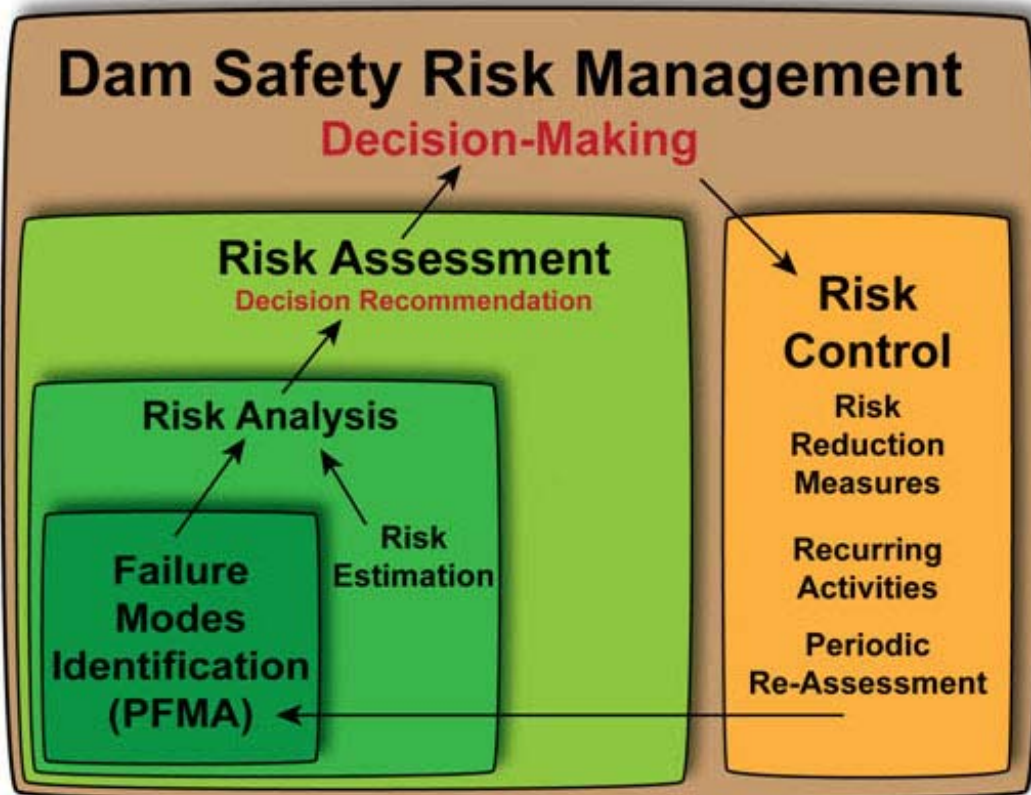 Dam Safety Risk Management
Decision-Making
Risk Assessment
Decision Recommendation
Risk Analysis
Risk
Estimation
Failure
Modes
Identification
(PFMA)
Risk
Control
Risk
Reduction
Measures
Recurring
Activities
Periodic
Re-Assessment